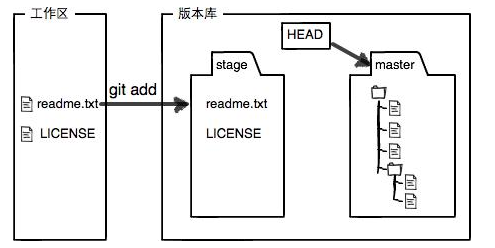 工作区
版本库
HEAD
stage
master
git add
readme.txt
readme.txt
LICENSE
LICENSE